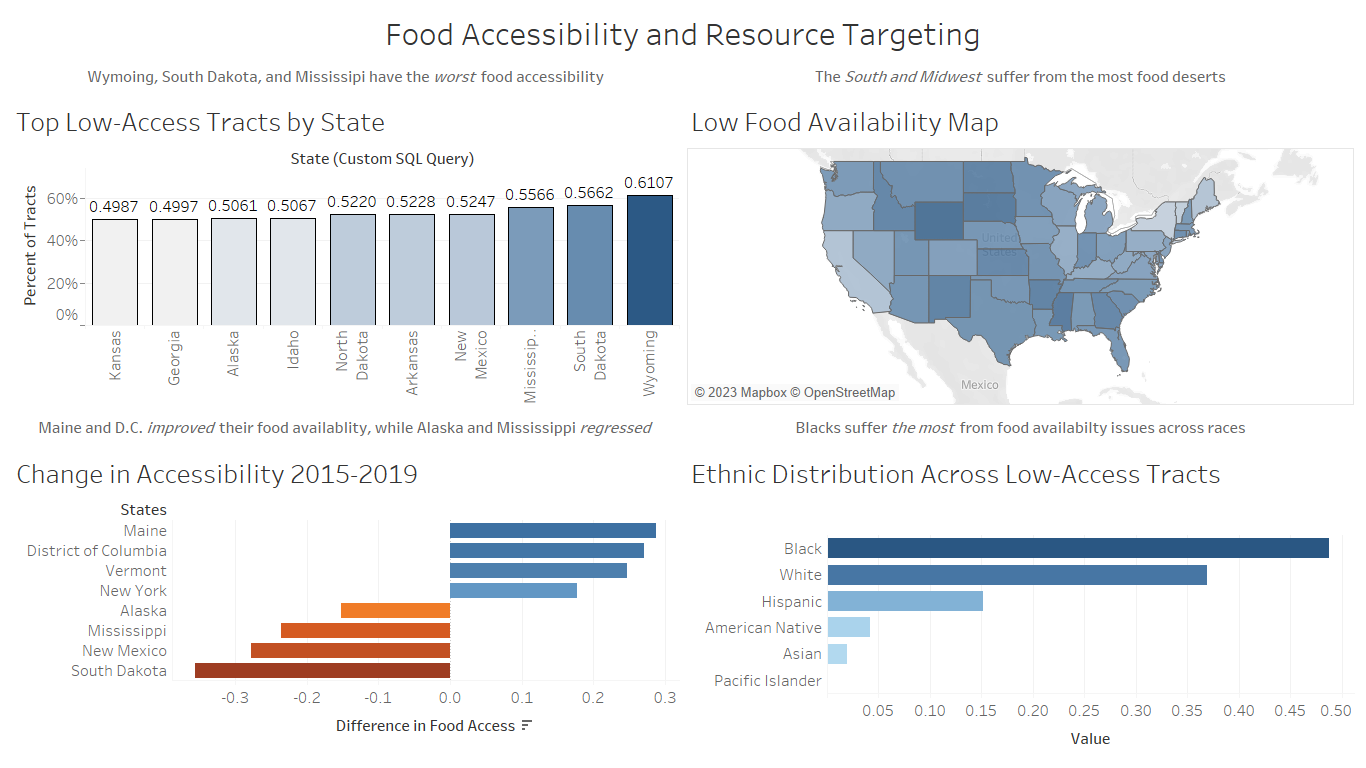 Food Accessibility and Resource Targeting
Wymoing, South Dakota, and Mississipi have the worst food accessibility
The South and Midwest suffer from the most food deserts
Top Low-Access Tracts by State
State (Custom SQL Query)
Percent of Tracts
60%
40%
20%
0%
0.4987 0.4997 0.5061 0.5067 0.5220 0.5228 0.5247 0.5566 0.5662 0.6107
Kansas
Georgia
Alaska
Idaho
North
Dakota
Arkansas
New
Mexico
Mississip..
South
Dakota
Wyoming
Low Food Availability Map
United
States
Mexico
© 2023 Mapbox © OpenStreetMap
Maine and D.C. improved their food availablity, while Alaska and Mississippi regressed
Blacks suffer the most from food availabilty issues across races
Change in Accessibility 2015-2019
States
Maine
District of Columbia
Vermont
New York
Alaska
Mississippi
New Mexico
South Dakota
-0.3 -0.2 -0.1 0.0 0.1 0.2 0.3
Difference in Food Access
Ethnic Distribution Across Low-Access Tracts
Black
White
Hispanic
American Native
Asian
Pacific Islander
0.05 0.10 0.15 0.20 0.25 0.30 0.35 0.40 0.45 0.50
Value